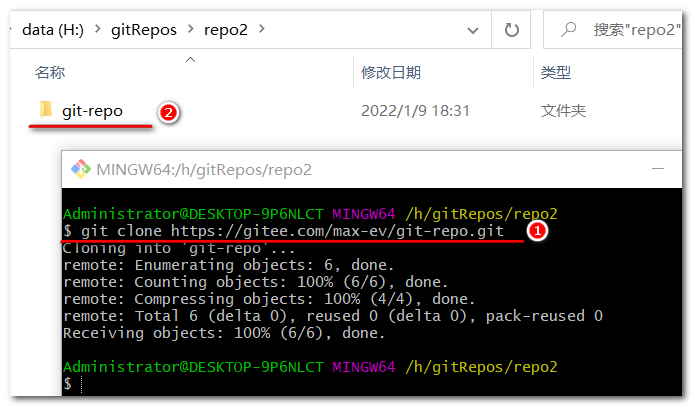 data (H:) › gitRepos › repo2 ›
搜索"repo2"
名称 修改日期 类型
git-repo ② 2022/1/9 18:31 文件夹
MINGW64:/h/gitRepos/repo2
Administrator@DESKTOP-9P6NLCT MINGW64 /h/gitRepos/repo2
$ git clone https://gitee.com/max-ev/git-repo.git ①
Cloning into 'git-repo'...
remote: Enumerating objects: 6, done.
remote: Counting objects: 100% (6/6), done.
remote: Compressing objects: 100% (4/4), done.
remote: Total 6 (delta 0), reused 0 (delta 0), pack-reused 0
Receiving objects: 100% (6/6), done.
Administrator@DESKTOP-9P6NLCT MINGW64 /h/gitRepos/repo2
$